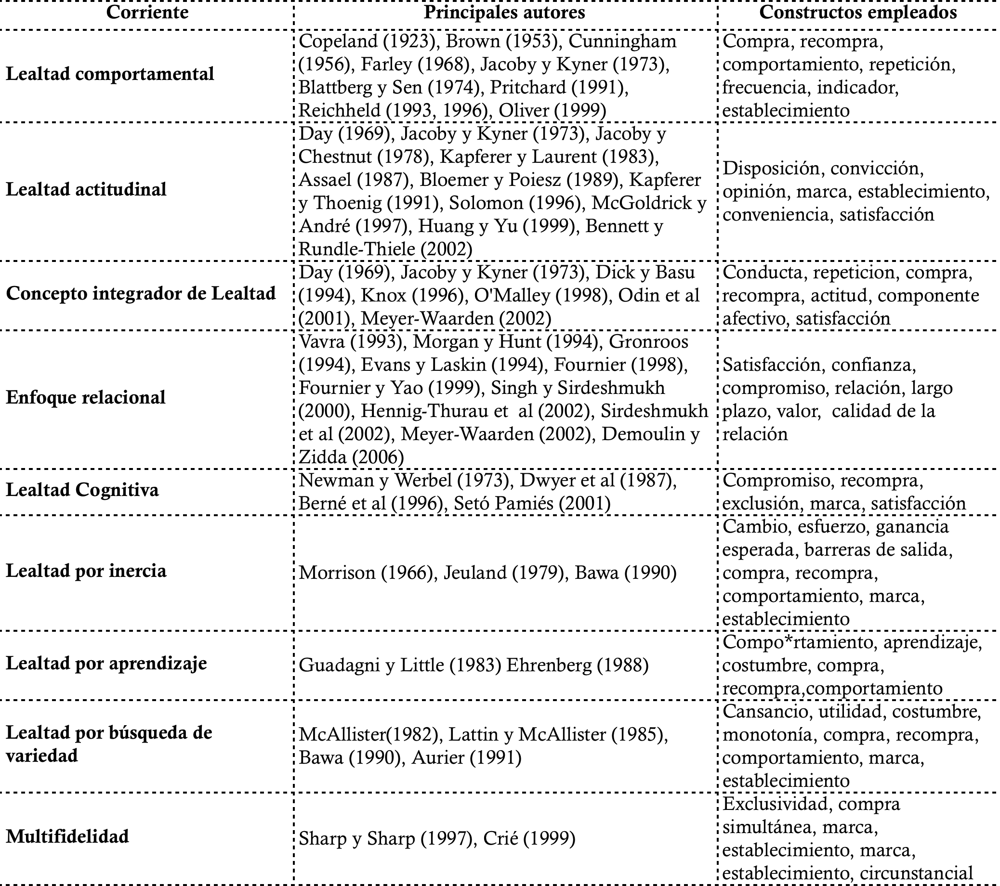 Corriente
Principales autores
Constructos empleados
Lealtad comportamental
Copeland (1923), Brown (1953), Cunningham
(1956), Farley (1968), Jacoby y Kyner (1973),
Blattberg y Sen (1974), Pritchard (1991),
Reichheld (1993, 1996), Oliver (1999)
Compra, recompra,
comportamiento, repetición,
frecuencia, indicador,
establecimiento
Lealtad actitudinal
Day (1969), Jacoby y Kyner (1973), Jacoby y
Chestnut (1978), Kapferer y Laurent (1983),
Assael (1987), Bloemer y Poiesz (1989), Kapferer
y Thoenig (1991), Solomon (1996), McGoldrick y
André (1997), Huang y Yu (1999), Bennett y
Rundle-Thiele (2002)
Disposición, convicción,
opinión, marca, establecimiento,
conveniencia, satisfacción
Concepto integrador de Lealtad
Day (1969), Jacoby y Kyner (1973), Dick y Basu
(1994), Knox (1996), O'Malley (1998), Odin et al
(2001), Meyer-Waarden (2002)
Conducta, repeticion, compra,
recompra, actitud, componente
afectivo, satisfacción
Enfoque relacional
Vavra (1993), Morgan y Hunt (1994), Gronroos
(1994), Evans y Laskin (1994), Fournier (1998),
Fournier y Yao (1999), Singh y Sirdeshmukh
(2000), Hennig-Thurau et  al (2002), Sirdeshmukh
et al (2002), Meyer-Waarden (2002), Demoulin y
Zidda (2006)
Satisfacción, confianza,
compromiso, relación, largo
plazo, valor,  calidad de la
relación
Lealtad Cognitiva
Newman y Werbel (1973), Dwyer et al (1987),
Berné et al (1996), Setó Pamiés (2001)
Compromiso, recompra,
exclusión, marca, satisfacción
Lealtad por inercia
Morrison (1966), Jeuland (1979), Bawa (1990)
Cambio, esfuerzo, ganancia
esperada, barreras de salida,
compra, recompra,
comportamiento, marca,
establecimiento
Lealtad por aprendizaje
Guadagni y Little (1983) Ehrenberg (1988)
Compo*rtamiento, aprendizaje,
costumbre, compra,
recompra,comportamiento
Lealtad por búsqueda de
variedad
McAllister(1982), Lattin y McAllister (1985),
Bawa (1990), Aurier (1991)
Cansancio, utilidad, costumbre,
monotonía, compra, recompra,
comportamiento, marca,
establecimiento
Multifidelidad
Sharp y Sharp (1997), Crié (1999)
Exclusividad, compra
simultánea, marca,
establecimiento, marca,
establecimiento, circunstancial